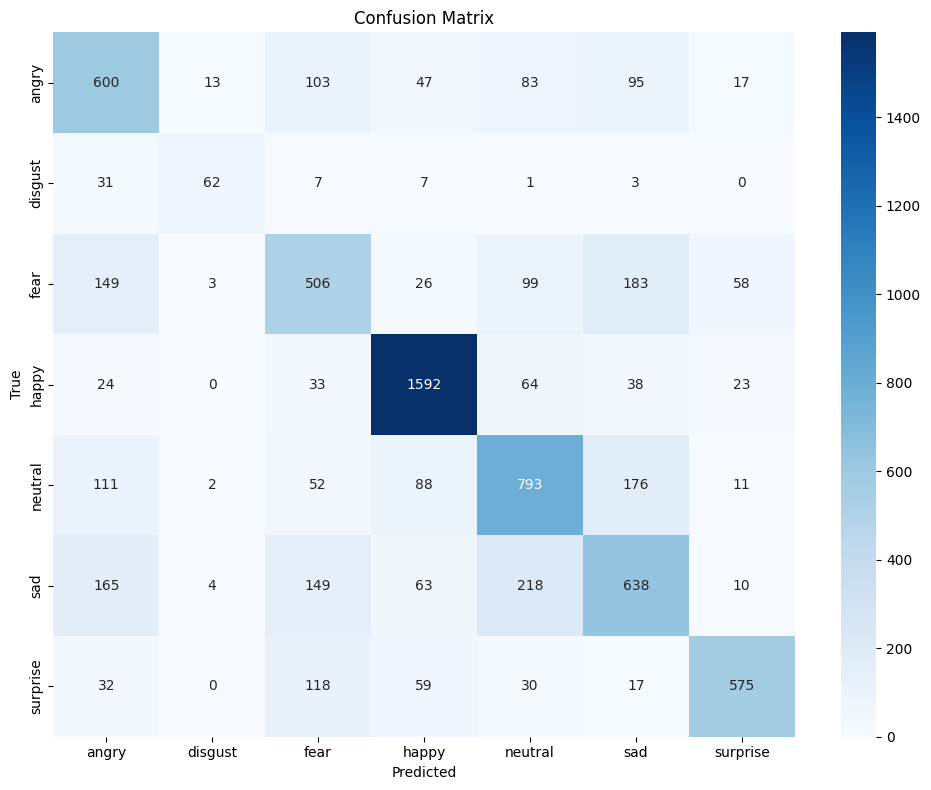 Confusion Matrix
True
angry 600 13 103 47 83 95 17
disgust 31 62 7 7 1 3 0
fear 149 3 506 26 99 183 58
happy 24 0 33 1592 64 38 23
neutral 111 2 52 88 793 176 11
sad 165 4 149 63 218 638 10
surprise 32 0 118 59 30 17 575
angry disgust fear happy neutral sad surprise
Predicted
1400
1200
1000
800
600
400
200
0